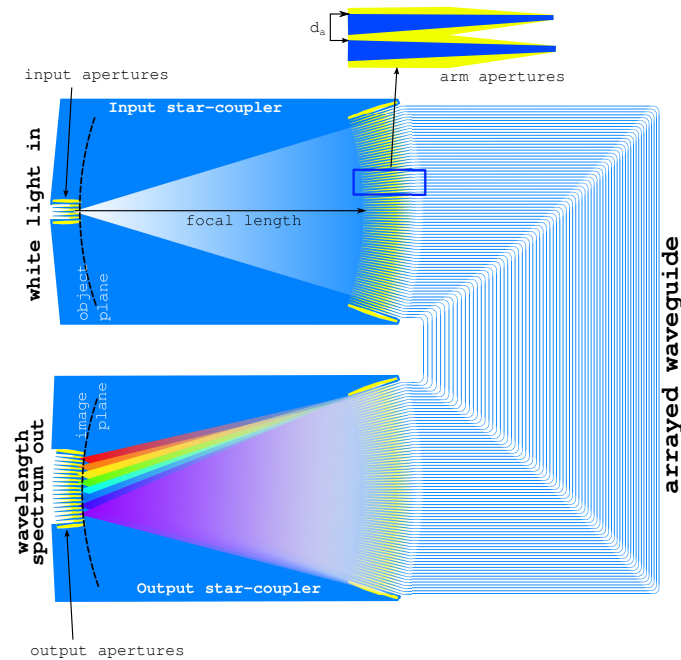 dₐ
input apertures
arm apertures
Input star-coupler
white light in
focal length
object
plane
arrayed waveguide
image
plane
wavelength
spectrum out
Output star-coupler
output apertures